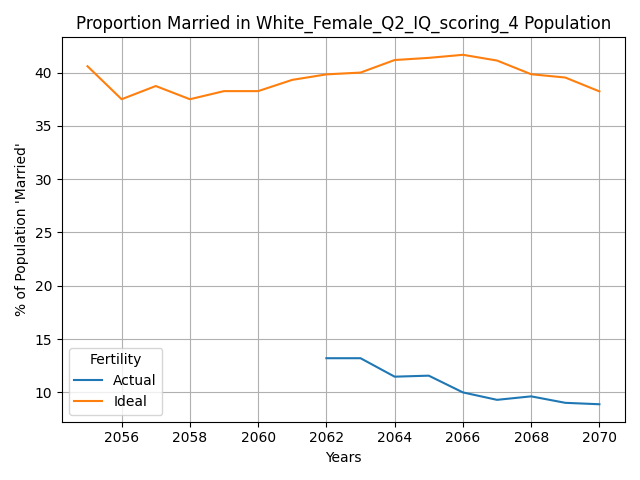 Proportion Married in White_Female_Q2_IQ_scoring_4 Population
% of Population 'Married'
40
35
30
25
20
15
10
Fertility
Actual
Ideal
2056 2058 2060 2062 2064 2066 2068 2070
Years